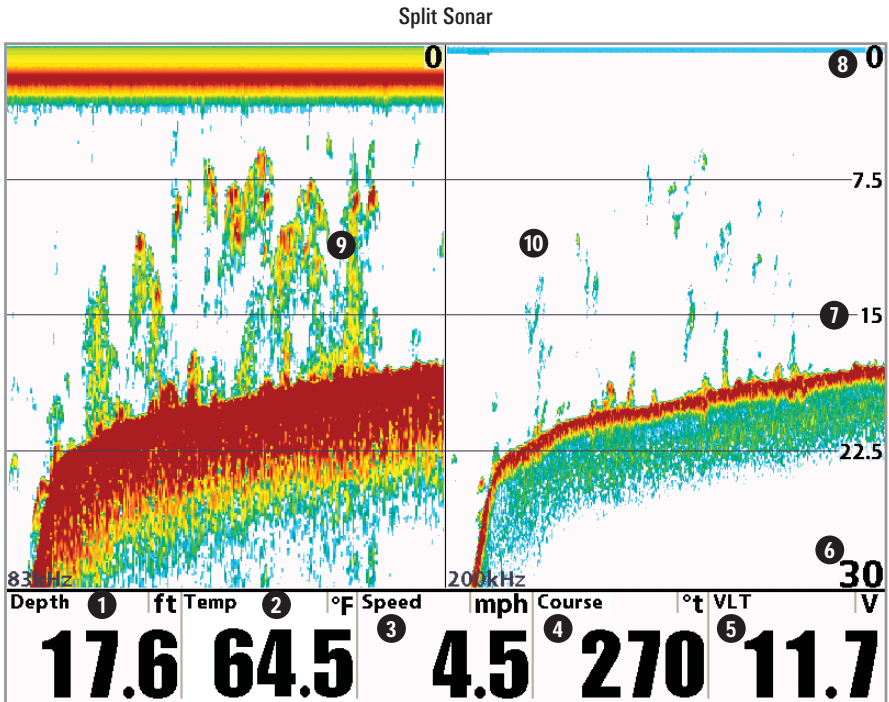 Split Sonar
0
8
0
7.5
9
10
7
15
22.5
6
83kHz
200kHz
30
Depth 1 ft Temp 2 °F Speed mph Course °t VLT V
3 4 5
17.6 64.5 4.5 270 11.7